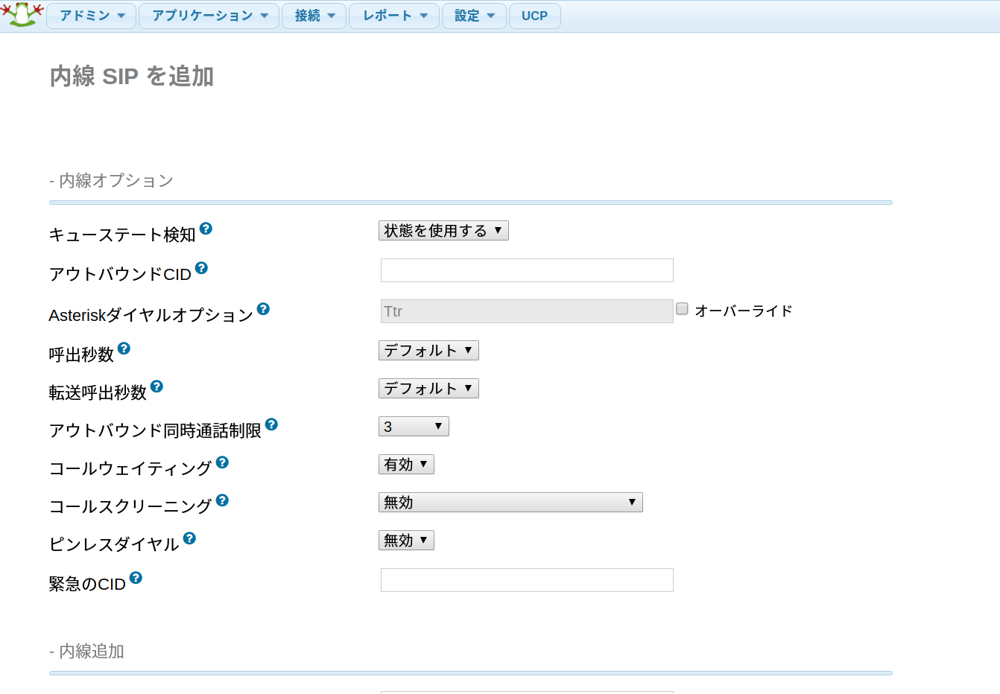 アドミン アプリケーション 接続 レポート 設定 UCP
内線 SIP を追加
- 内線オプション
キューステート検知 ? 状態を使用する ▼
アウトバウンドCID ?
Asteriskダイヤルオプション ? Ttr オーバーライド
呼出秒数 ? デフォルト ▼
転送呼出秒数 ? デフォルト ▼
アウトバウンド同時通話制限 ? 3 ▼
コールウェイティング ? 有効 ▼
コールスクリーニング ? 無効 ▼
ピンレスダイヤル ? 無効 ▼
緊急のCID ?
- 内線追加